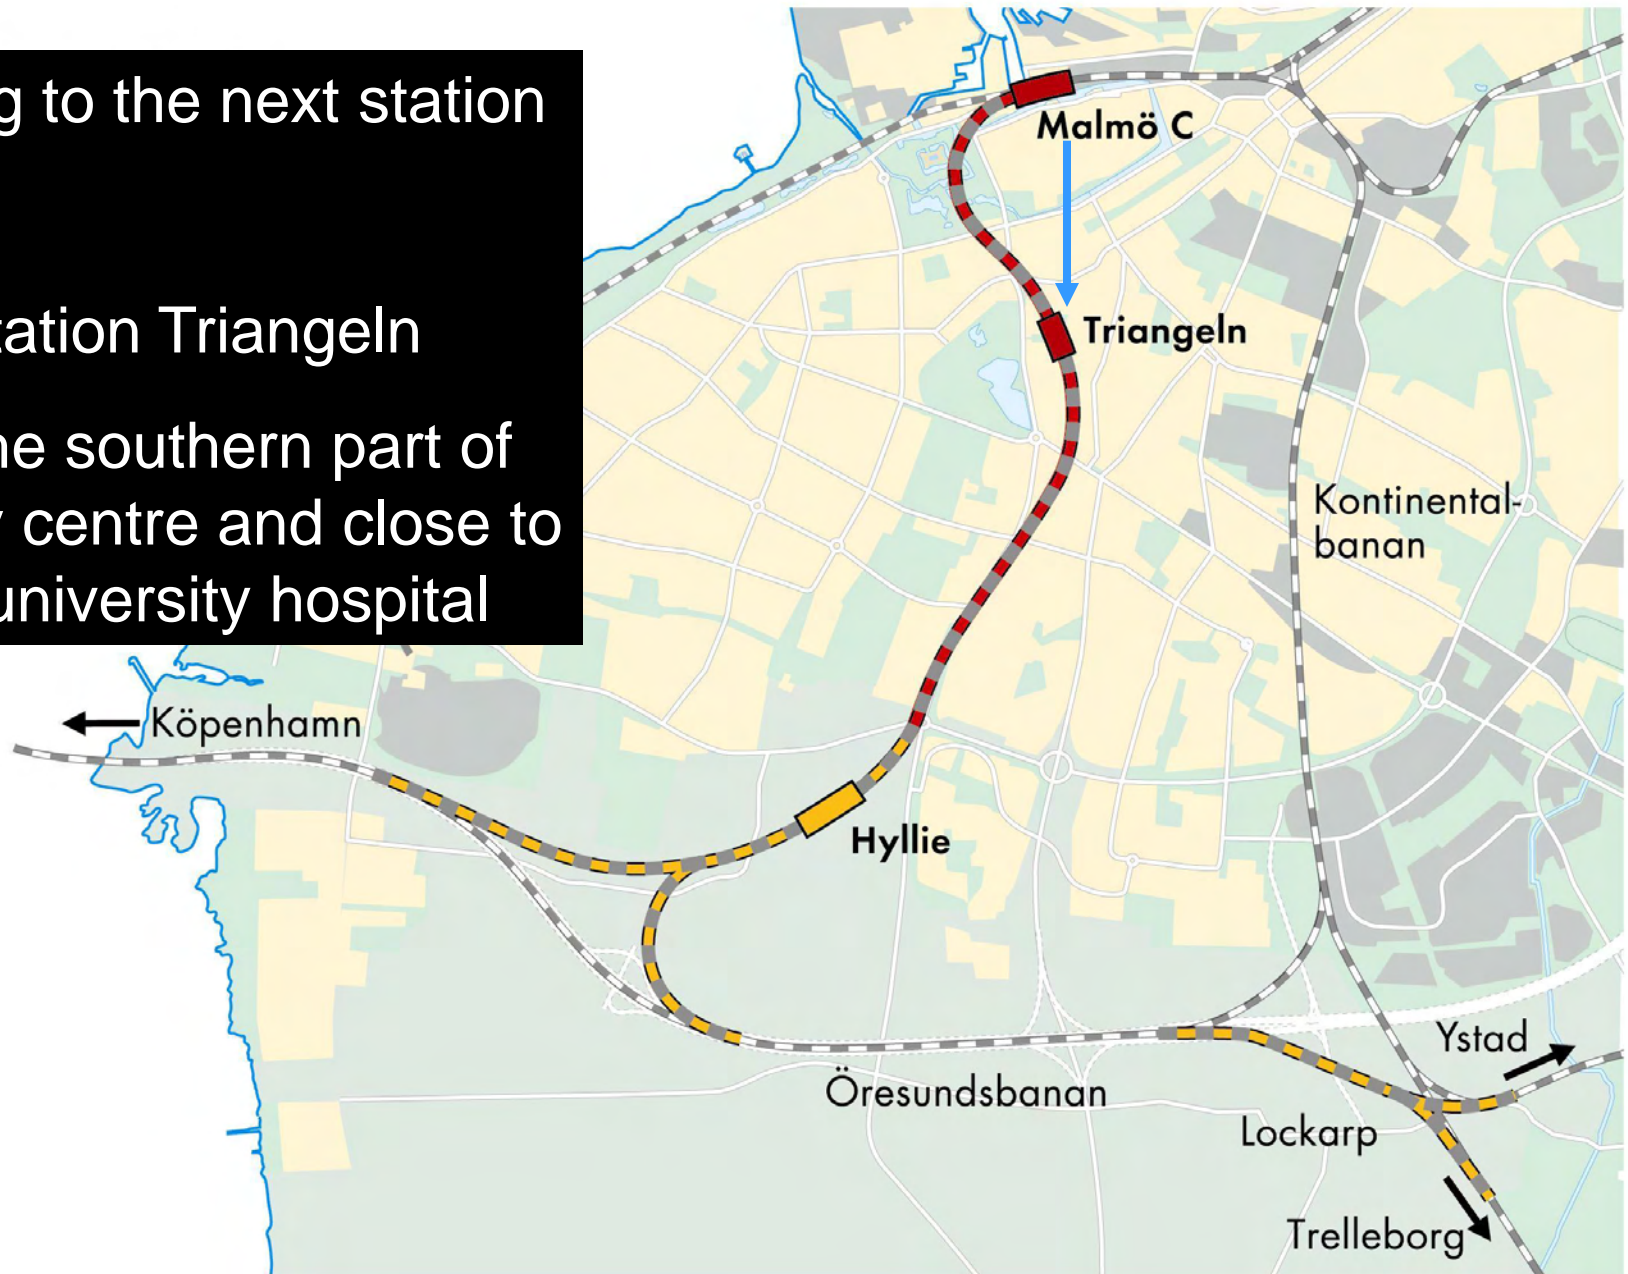 g to the next station
tation Triangeln
he southern part of
y centre and close to
university hospital
Malmö C
Triangeln
Kontinental-
banan
Köpenhamn
Hyllie
Öresundsbanan
Ystad
Lockarp
Trelleborg